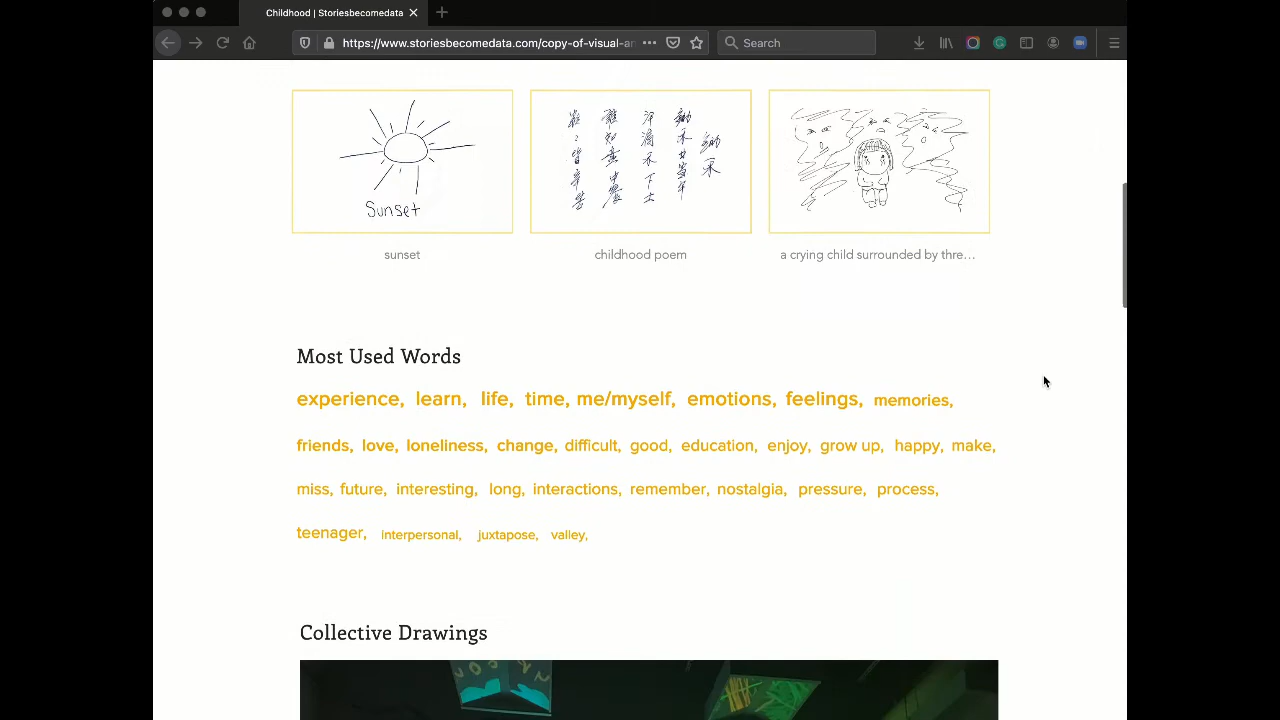 Childhood | Storiesbecomedata
https://www.storiesbecomedata.com/copy-of-visual-a
Search
Sunset
sunset
childhood poem
a crying child surrounded by thre…
Most Used Words
experience, learn, life, time, me/myself, emotions, feelings, memories,
friends, love, loneliness, change, difficult, good, education, enjoy, grow up, happy, make,
miss, future, interesting, long, interactions, remember, nostalgia, pressure, process,
teenager, interpersonal, juxtapose, valley,
Collective Drawings